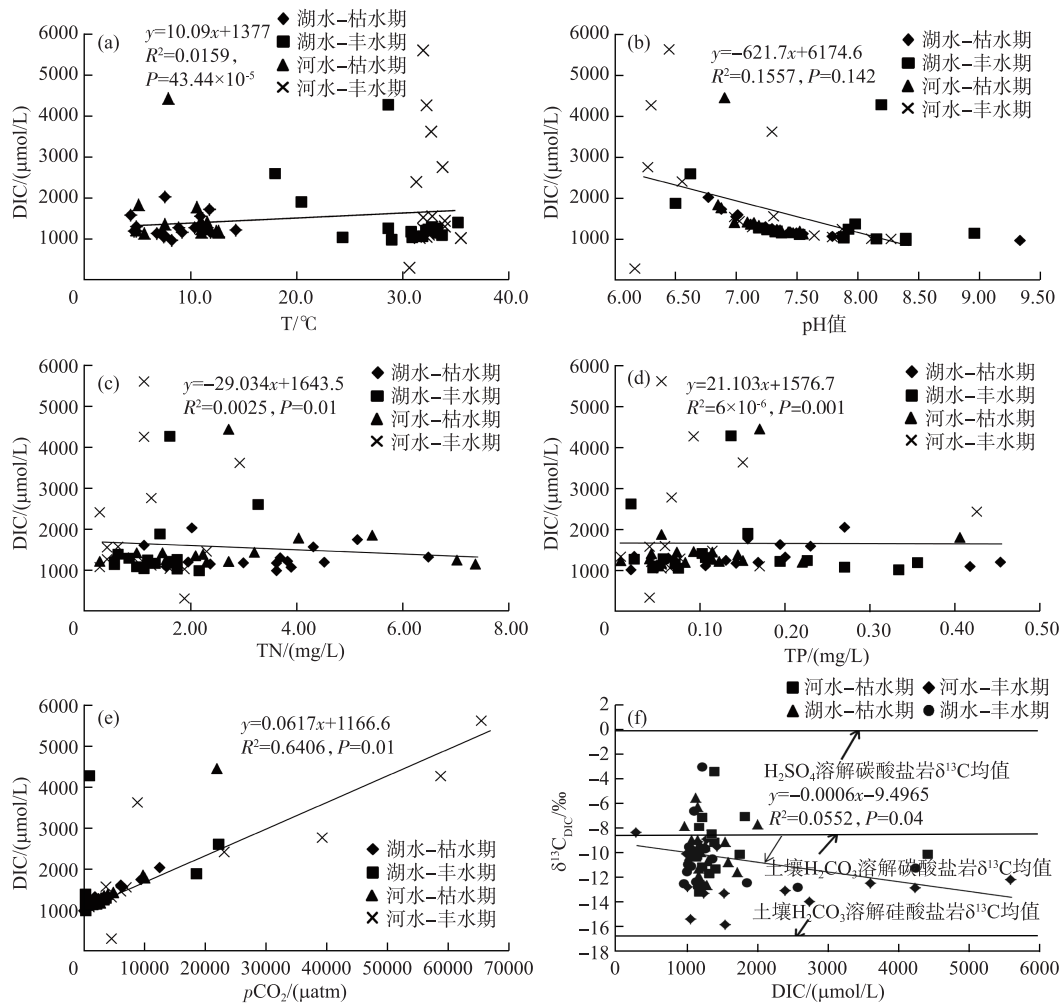 (a)
y=10.09x+1377
R²=0.0159,
P=43.44×10⁻⁵
湖水–枯水期
湖水–丰水期
河水–枯水期
河水–丰水期
DIC/(μmol/L)
6000
5000
4000
3000
2000
1000
0
10.0
20.0
30.0
40.0
T/℃
(b)
y=−621.7x+6174.6
R²=0.1557, P=0.142
湖水–枯水期
湖水–丰水期
河水–枯水期
河水–丰水期
DIC/(μmol/L)
6000
5000
4000
3000
2000
1000
0
6.00
6.50
7.00
7.50
8.00
8.50
9.00
9.50
pH值
(c)
y=−29.034x+1643.5
R²=0.0025, P=0.01
湖水–枯水期
湖水–丰水期
河水–枯水期
河水–丰水期
DIC/(μmol/L)
6000
5000
4000
3000
2000
1000
0
2.00
4.00
6.00
8.00
TN/(mg/L)
(d)
y=21.103x+1576.7
R²=6×10⁻⁶, P=0.001
湖水–枯水期
湖水–丰水期
河水–枯水期
河水–丰水期
DIC/(μmol/L)
6000
5000
4000
3000
2000
1000
0
0.10
0.20
0.30
0.40
0.50
TP/(mg/L)
(e)
y=0.0617x+1166.6
R²=0.6406, P=0.01
湖水–枯水期
湖水–丰水期
河水–枯水期
河水–丰水期
DIC/(μmol/L)
6000
5000
4000
3000
2000
1000
0
0
10000
20000
30000
40000
50000
60000
70000
pCO₂/(μatm)
河水–枯水期 河水–丰水期
湖水–枯水期 湖水–丰水期
(f)
H₂SO₄溶解碳酸盐岩δ¹³C均值
y=−0.0006x−9.4965
R²=0.0552, P=0.04
土壤H₂CO₃溶解碳酸盐岩δ¹³C均值
土壤H₂CO₃溶解硅酸盐岩δ¹³C均值
δ¹³C_DIC/‰
2
0
−2
−4
−6
−8
−10
−12
−14
−16
−18
0
1000
2000
3000
4000
5000
6000
DIC/(μmol/L)